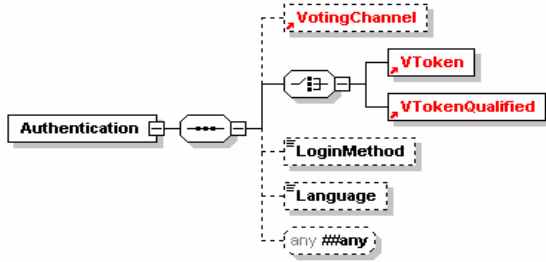 VotingChannel
VToken
Authentication
VTokenQualified
LoginMethod
Language
any ##any